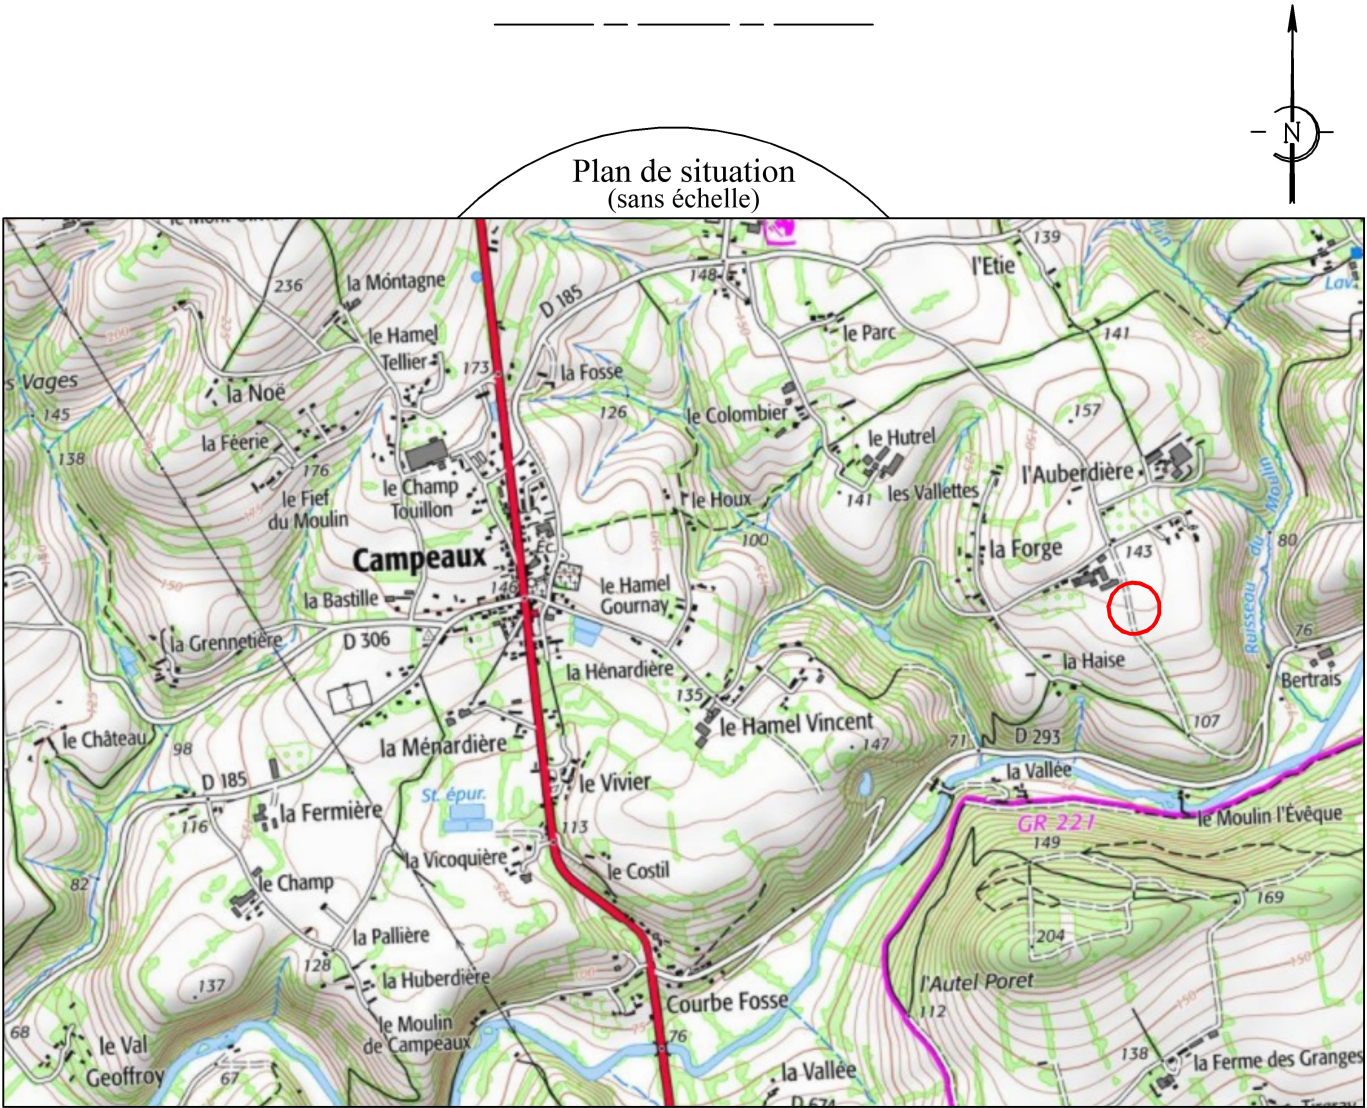 N
Plan de situation
(sans échelle)
139
l'Etie
148
la Montagne
236
D 185
Lav.
le Hamel
Tellier
le Parc
141
173
la Fosse
s Vages
la Noë
145
126
le Colombier
157
le Hutrel
la Féerie
138
176
l'Auberdière
le Champ
Touillon
le Fief
du Moulin
le Houx
141
les Vallettes
Ruisseau du Moulin
100
80
Campeaux
la Forge
143
146
le Hamel
Gournay
la Bastille
la Grennetière
D 306
76
la Hénardière
la Haise
135
Bertrais
le Château
98
la Ménardière
le Hamel Vincent
147
107
71
D 293
D 185
le Vivier
la Vallée
St. épur.
la Fermière
116
113
GR 221
le Moulin l'Évêque
149
la Vicoquière
le Costil
82
le Champ
169
la Pallière
204
128
137
la Huberdière
l'Autel Poret
Courbe Fosse
112
68
le Moulin
de Campeaux
76
le Val
Geoffroy
67
138
la Ferme des Granges
la Vallée
D 674